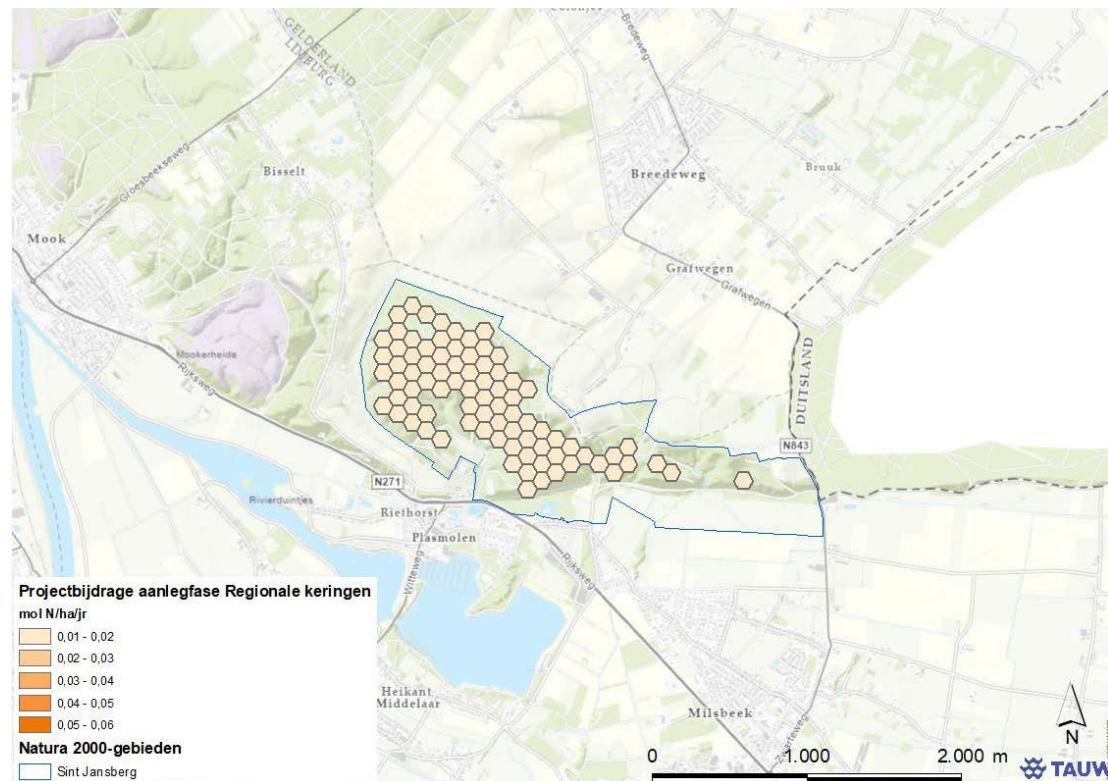 Colonjes
GELDERLAND
LIMBURG
Bredeweg
Groesbeekseweg
Bisselt
Breedeweg
Bruuk
Mook
Grafwegen
Grafwegen
Mookerheide
Rijksweg
DUITSLAND
N843
N271
Rivierduintjes
Riethorst
Plasmolen
Witteweg
Rijksweg
Projectbijdrage aanlegfase Regionale keringen
mol N/ha/jr
0,01 - 0,02
0,02 - 0,03
0,03 - 0,04
0,04 - 0,05
0,05 - 0,06
Natura 2000-gebieden
Sint Jansberg
Heikant
Middelaar
Milsbeek
Zwarteweg
N
0 1.000 2.000 m
TAUW